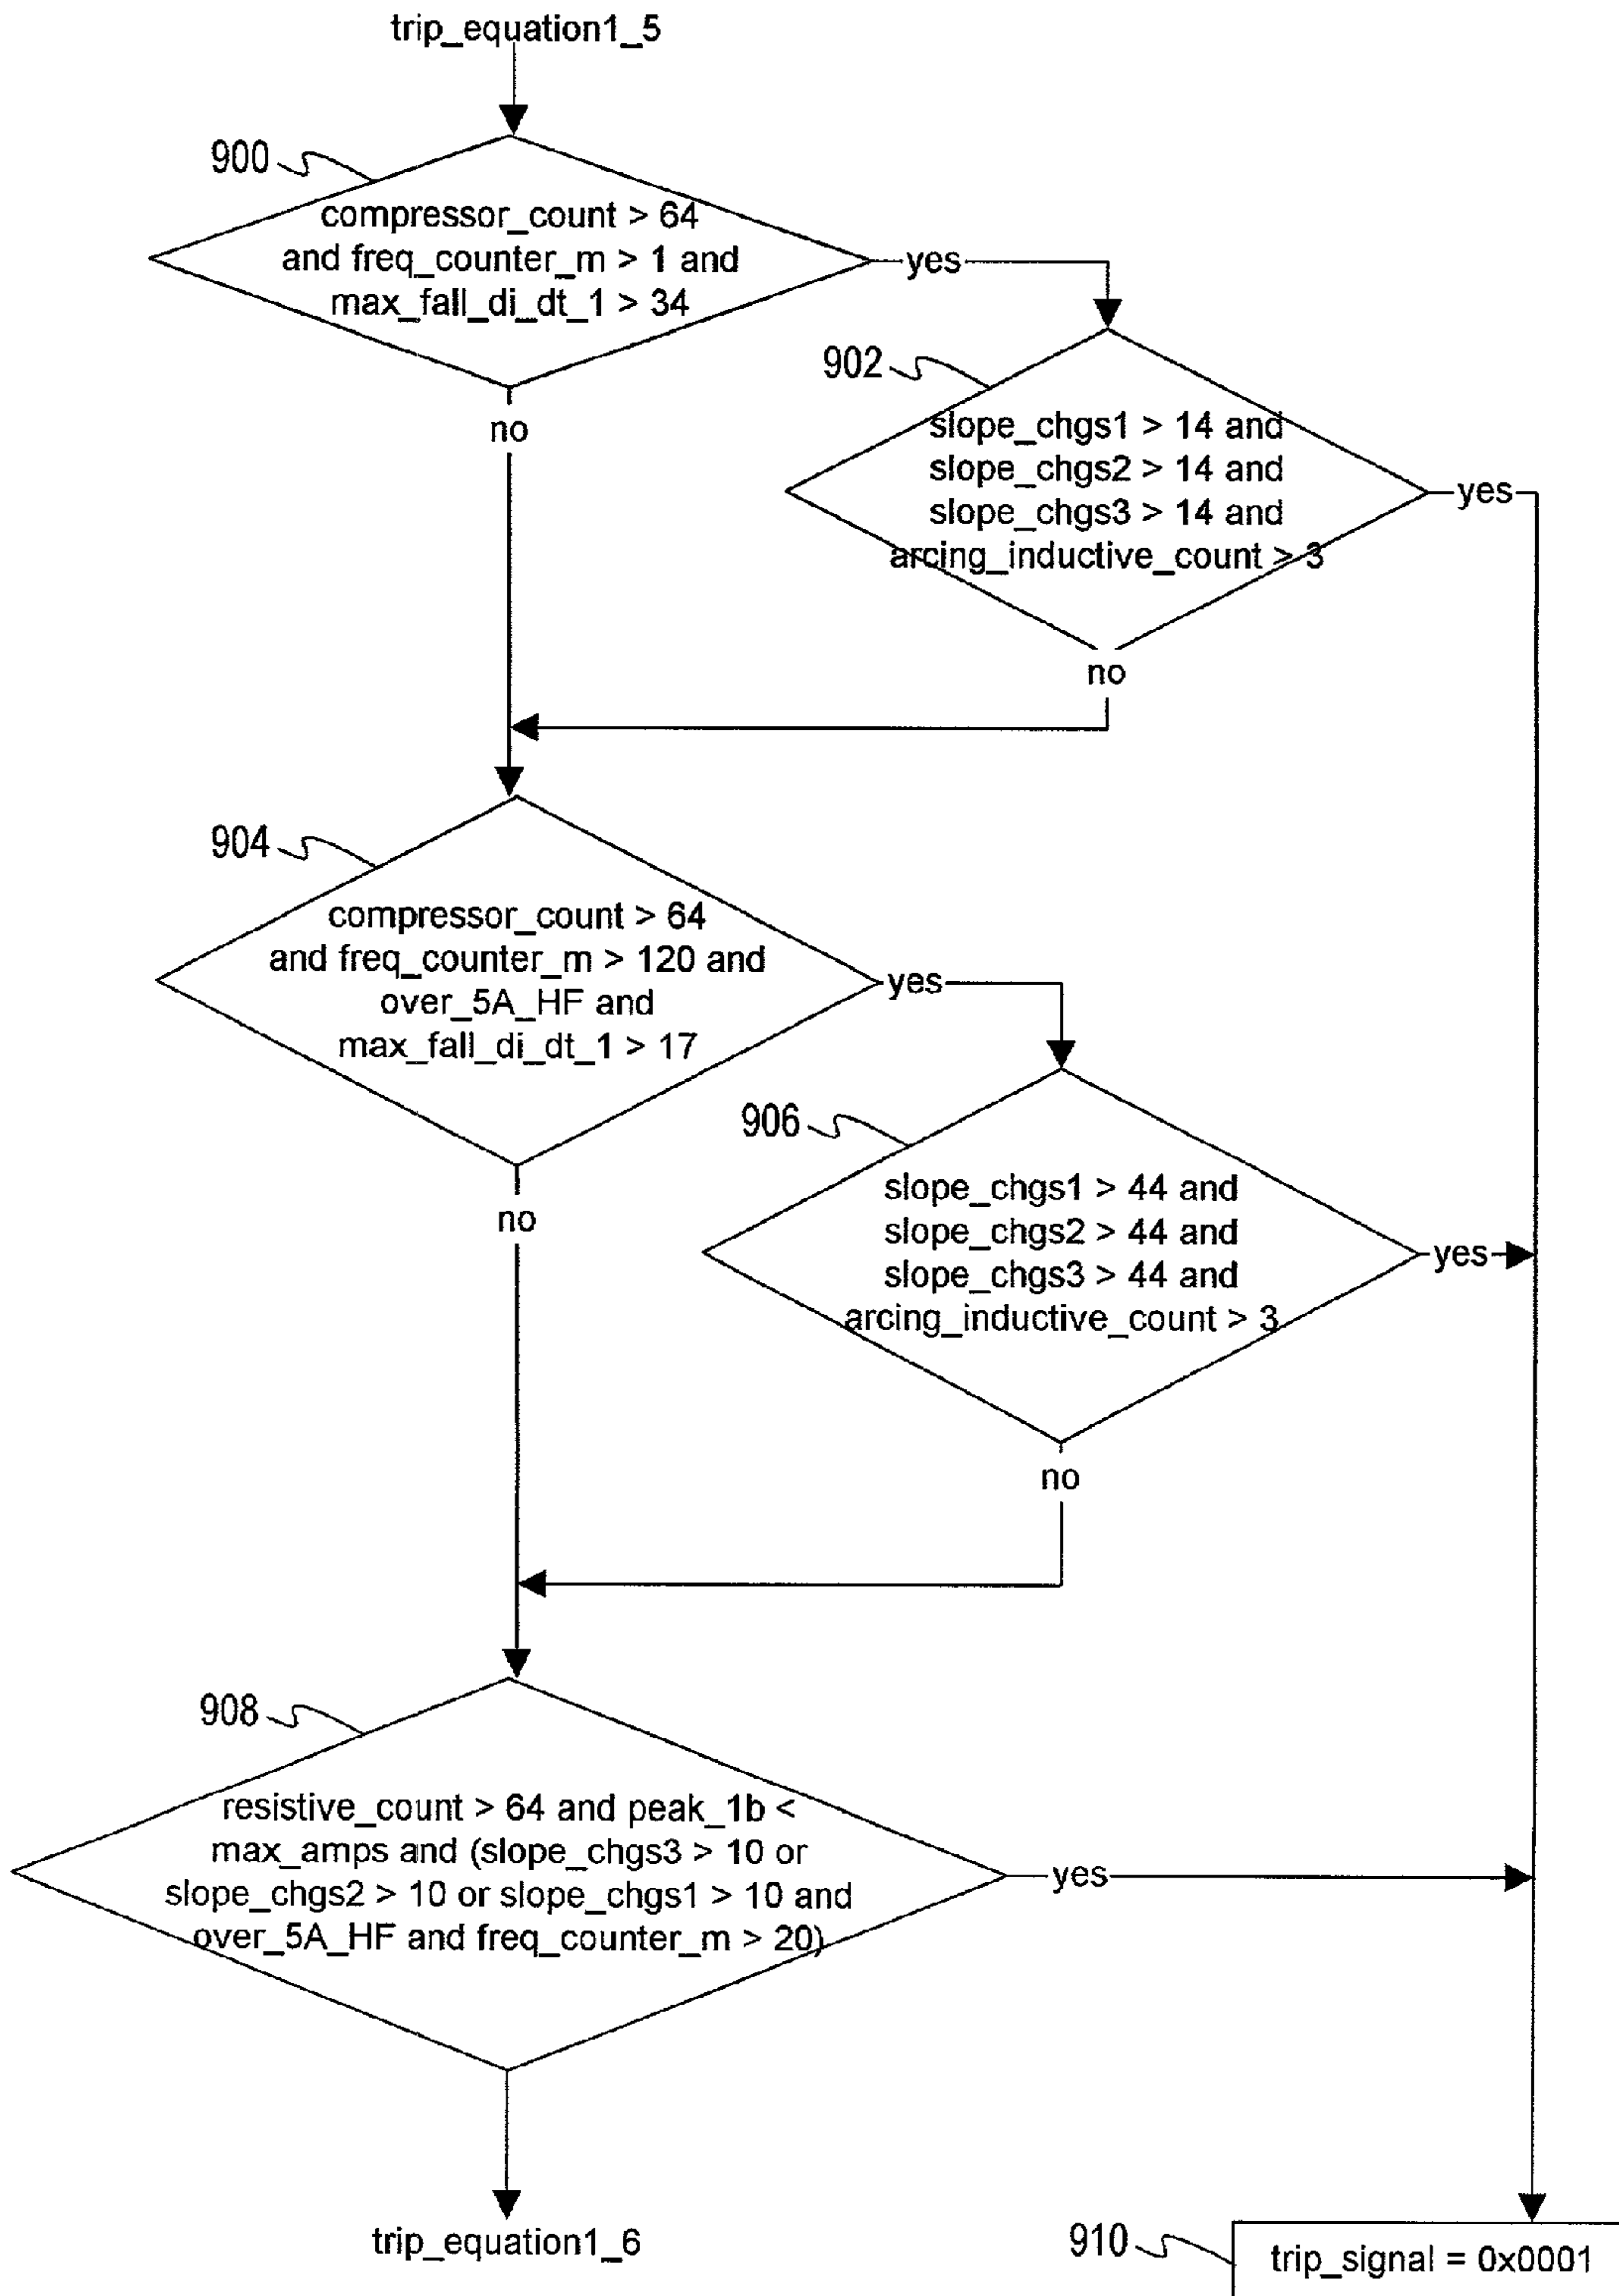 trip_equation1_5
900
compressor_count > 64
and freq_counter_m > 1 and
max_fall_di_dt_1 > 34
yes
no
902
slope_chgs1 > 14 and
slope_chgs2 > 14 and
slope_chgs3 > 14 and
arcing_inductive_count > 3
yes
no
904
compressor_count > 64
and freq_counter_m > 120 and
over_5A_HF and
max_fall_di_dt_1 > 17
yes
no
906
slope_chgs1 > 44 and
slope_chgs2 > 44 and
slope_chgs3 > 44 and
arcing_inductive_count > 3
yes
no
908
resistive_count > 64 and peak_1b <
max_amps and (slope_chgs3 > 10 or
slope_chgs2 > 10 or slope_chgs1 > 10 and
over_5A_HF and freq_counter_m > 20)
yes
trip_equation1_6
910
trip_signal = 0x0001